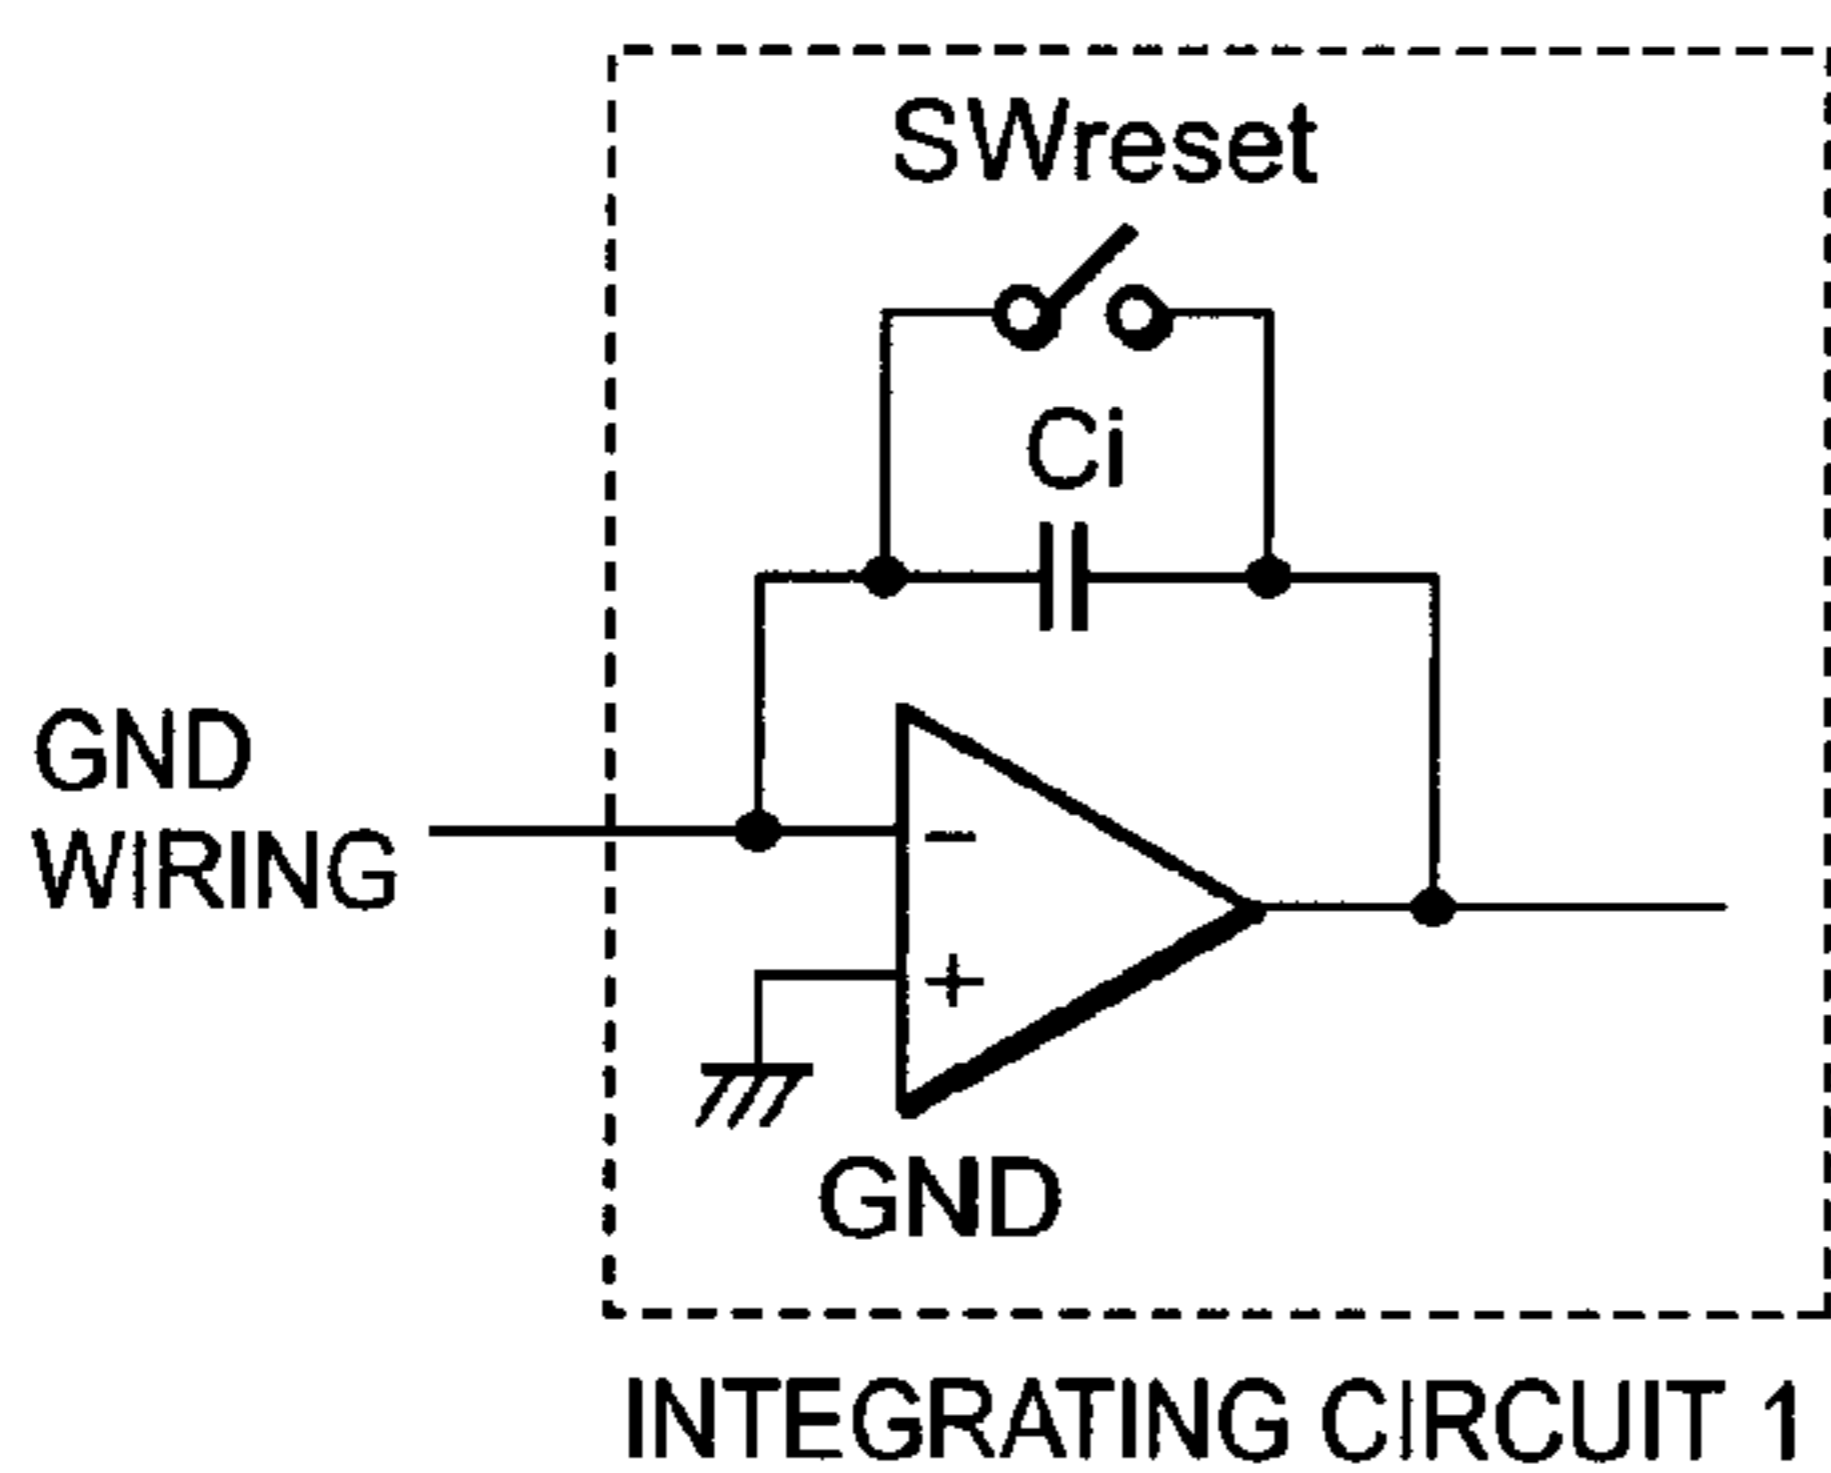 SWreset
Ci
GND
WIRING
−
+
GND
INTEGRATING CIRCUIT 1